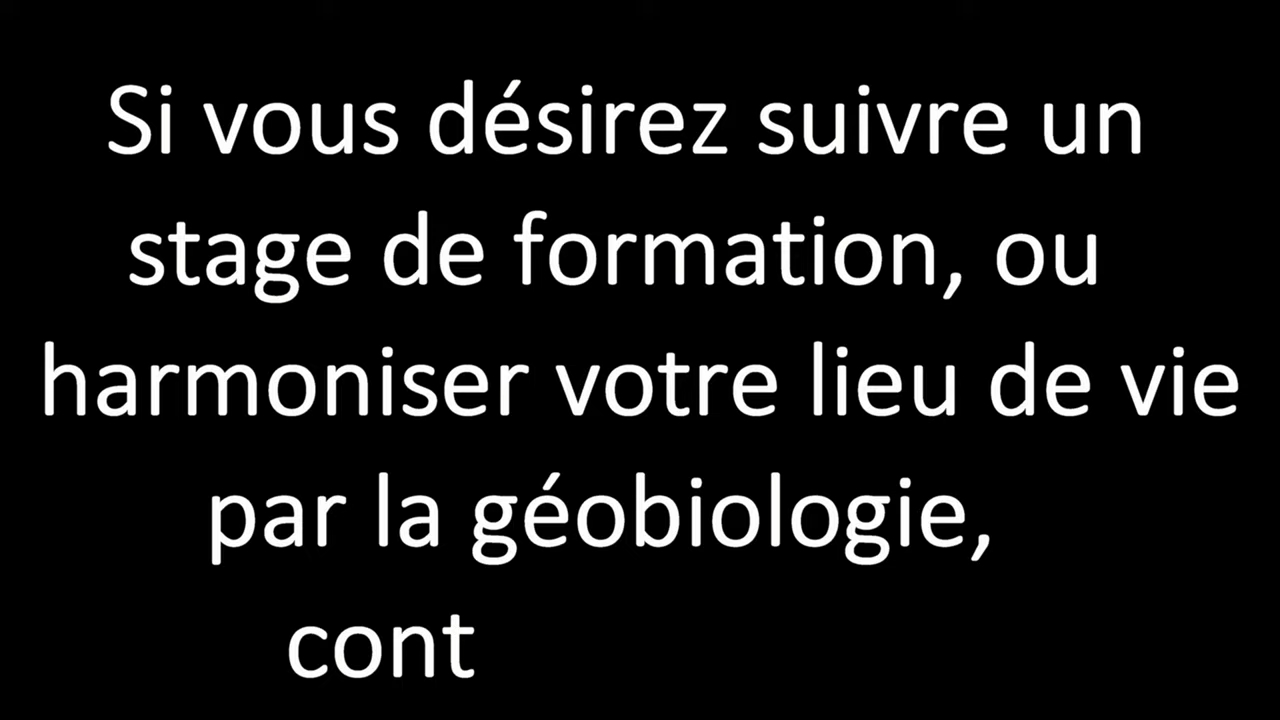 Si vous désirez suivre un
stage de formation, ou
harmoniser votre lieu de vie
par la géobiologie,
cont